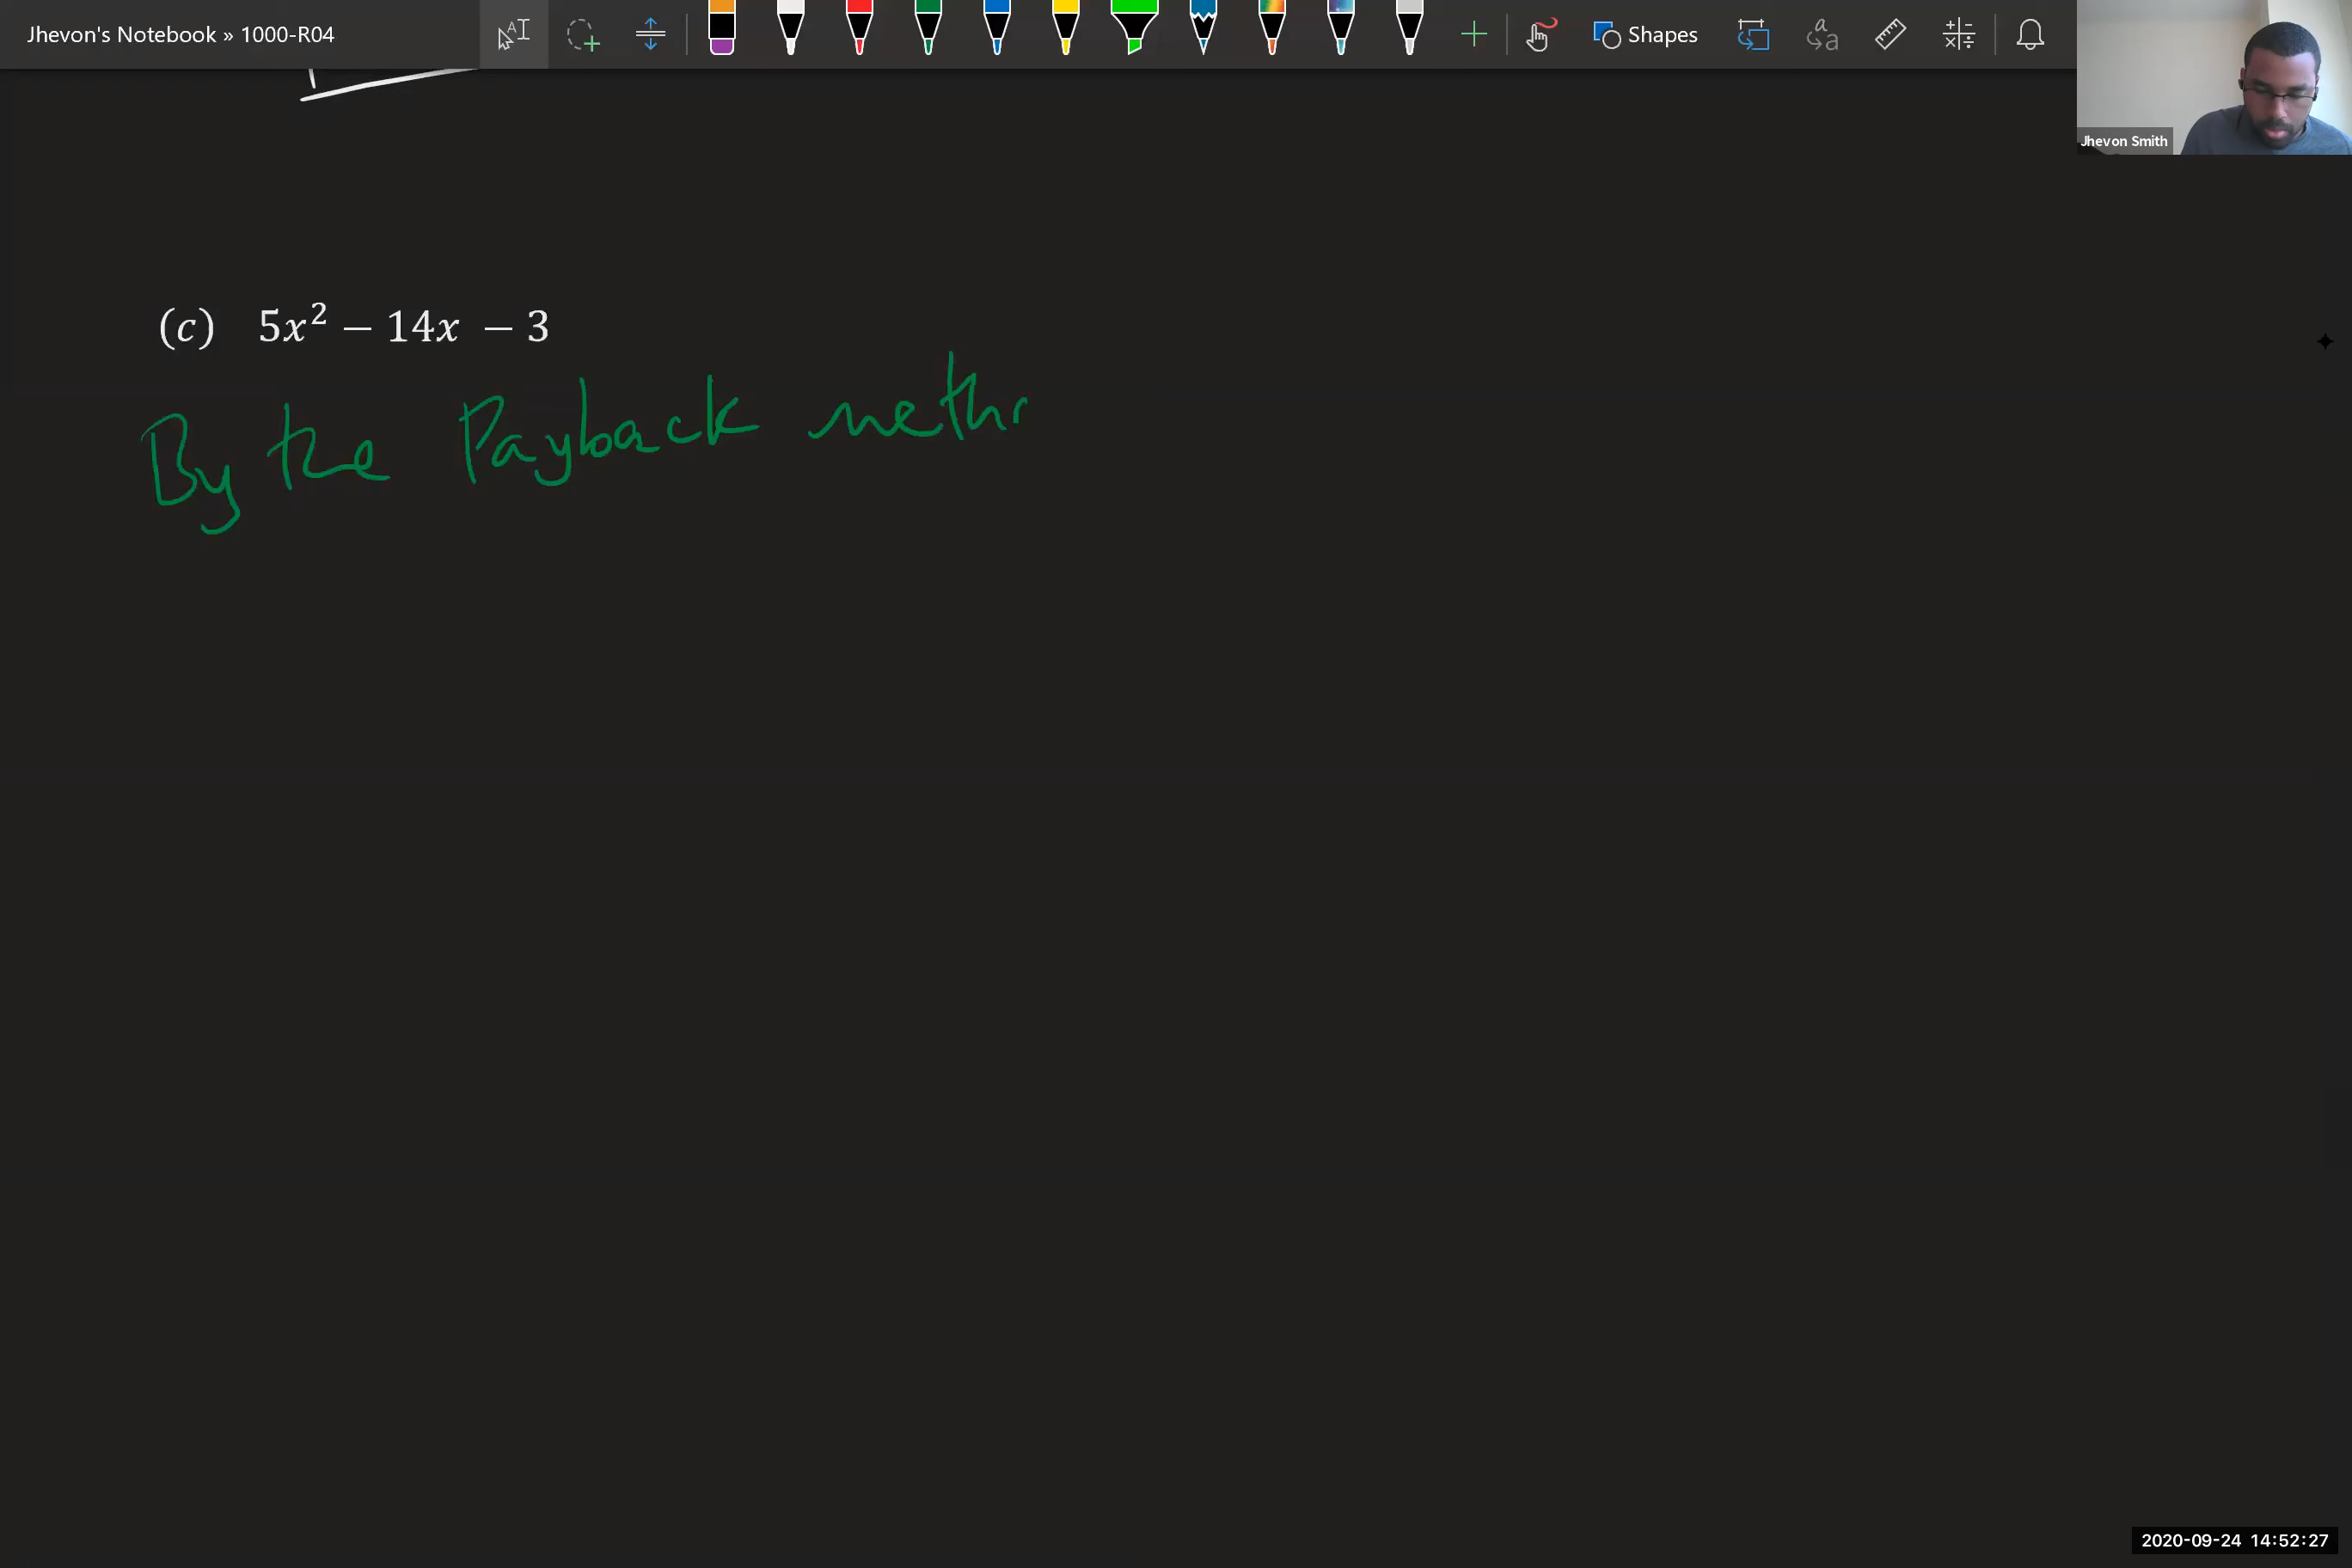 Jhevon's Notebook » 1000-R04
Shapes
Jhevon Smith
(c) 5x² − 14x − 3
By the Payback metho
2020-09-24 14:52:27